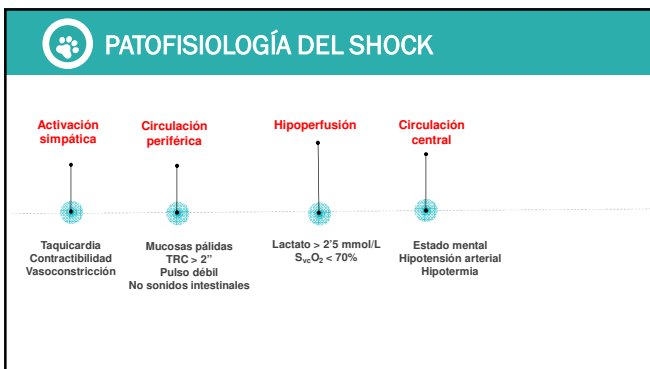 PATOFISIOLOGÍA DEL SHOCK
Activación
simpática
Taquicardia
Contractibilidad
Vasoconstricción
Circulación
periférica
Mucosas pálidas
TRC > 2”
Pulso débil
No sonidos intestinales
Hipoperfusión
Lactato > 2’5 mmol/L
SvcO2 < 70%
Circulación
central
Estado mental
Hipotensión arterial
Hipotermia